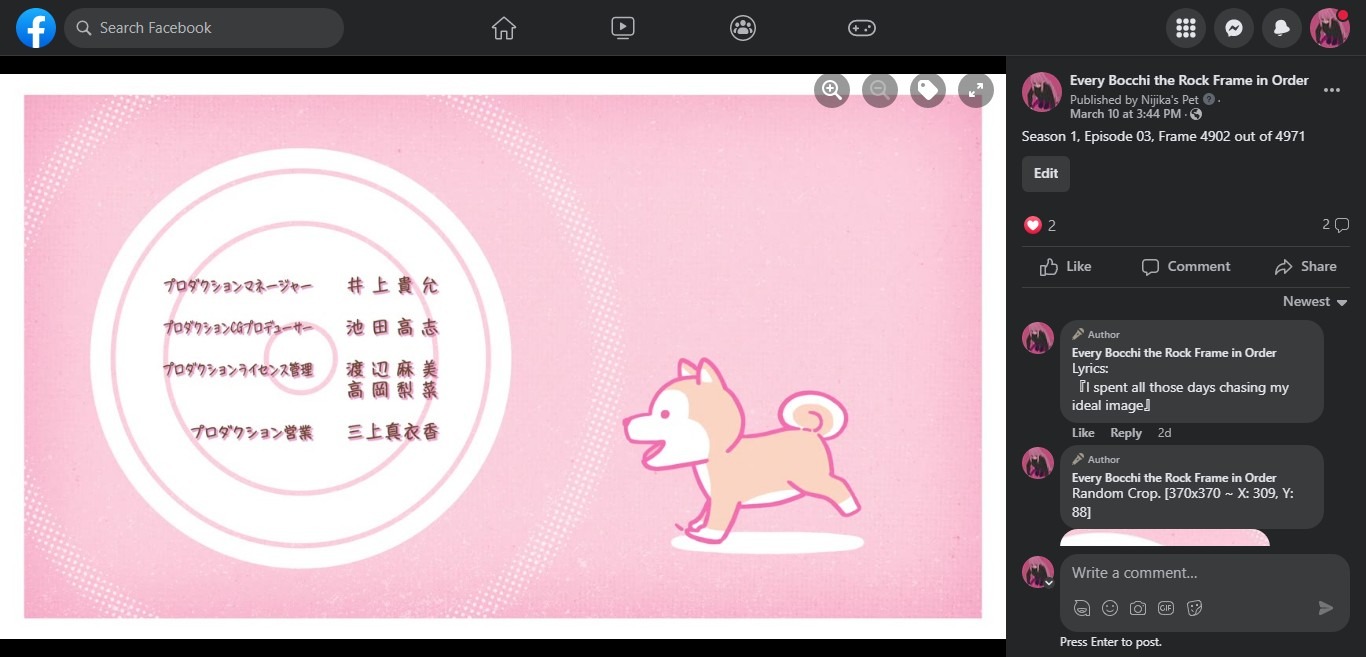 Search Facebook
プロダクションマネージャー 井上貴允
プロダクションCGプロデューサー 池田高志
プロダクションライセンス管理 渡辺麻美
高岡梨菜
プロダクション営業 三上真衣香
Every Bocchi the Rock Frame in Order
Published by Nijika's Pet ·
March 10 at 3:44 PM ·
Season 1, Episode 03, Frame 4902 out of 4971
Edit
2
2
Like Comment Share
Newest
Author
Every Bocchi the Rock Frame in Order
Lyrics:
『I spent all those days chasing my
ideal image』
Like Reply 2d
Author
Every Bocchi the Rock Frame in Order
Random Crop. [370x370 ~ X: 309, Y:
88]
Write a comment...
GIF
Press Enter to post.